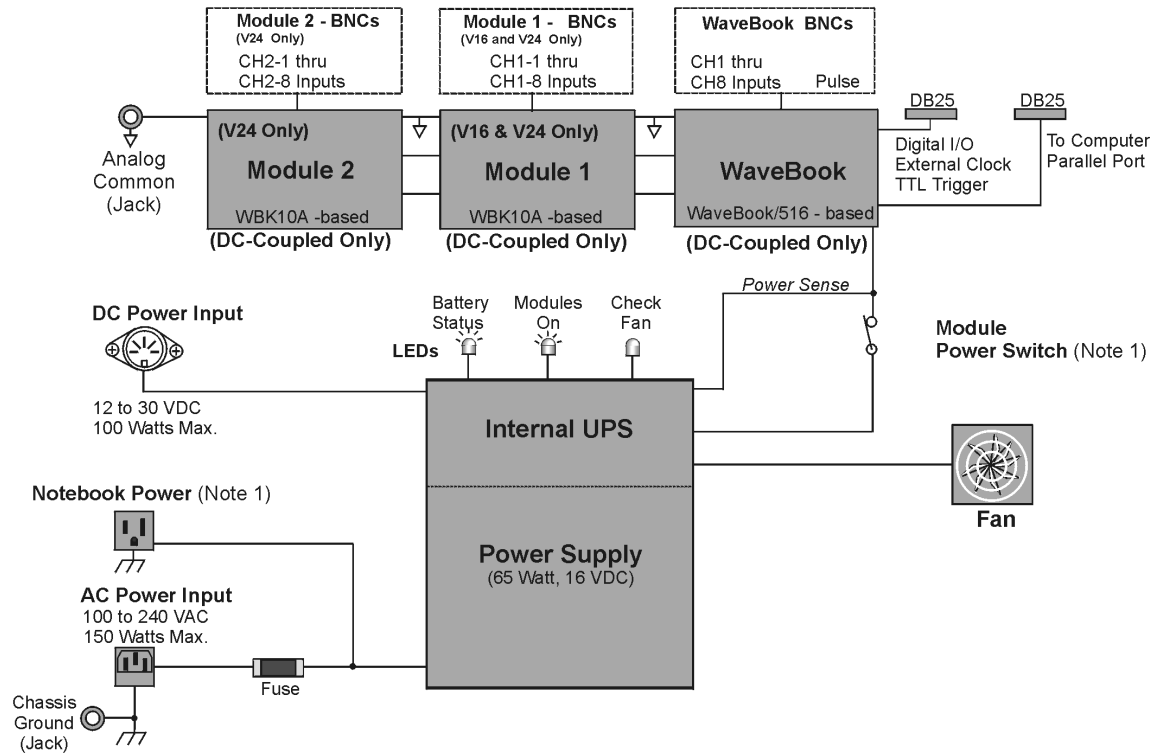 Module 2 - BNCs
(V24 Only)
CH2-1 thru
CH2-8 Inputs
Module 1 - BNCs
(V16 and V24 Only)
CH1-1 thru
CH1-8 Inputs
WaveBook BNCs
CH1 thru
CH8 Inputs Pulse
Analog
Common
(Jack)
(V24 Only)
Module 2
WBK10A -based
(DC-Coupled Only)
(V16 & V24 Only)
Module 1
WBK10A -based
(DC-Coupled Only)
WaveBook
WaveBook/516 - based
(DC-Coupled Only)
DB25
Digital I/O
External Clock
TTL Trigger
DB25
To Computer
Parallel Port
Power Sense
DC Power Input
12 to 30 VDC
100 Watts Max.
LEDs
Battery
Status
Modules
On
Check
Fan
Module
Power Switch (Note 1)
Internal UPS
Fan
Notebook Power (Note 1)
Power Supply
(65 Watt, 16 VDC)
AC Power Input
100 to 240 VAC
150 Watts Max.
Fuse
Chassis
Ground
(Jack)